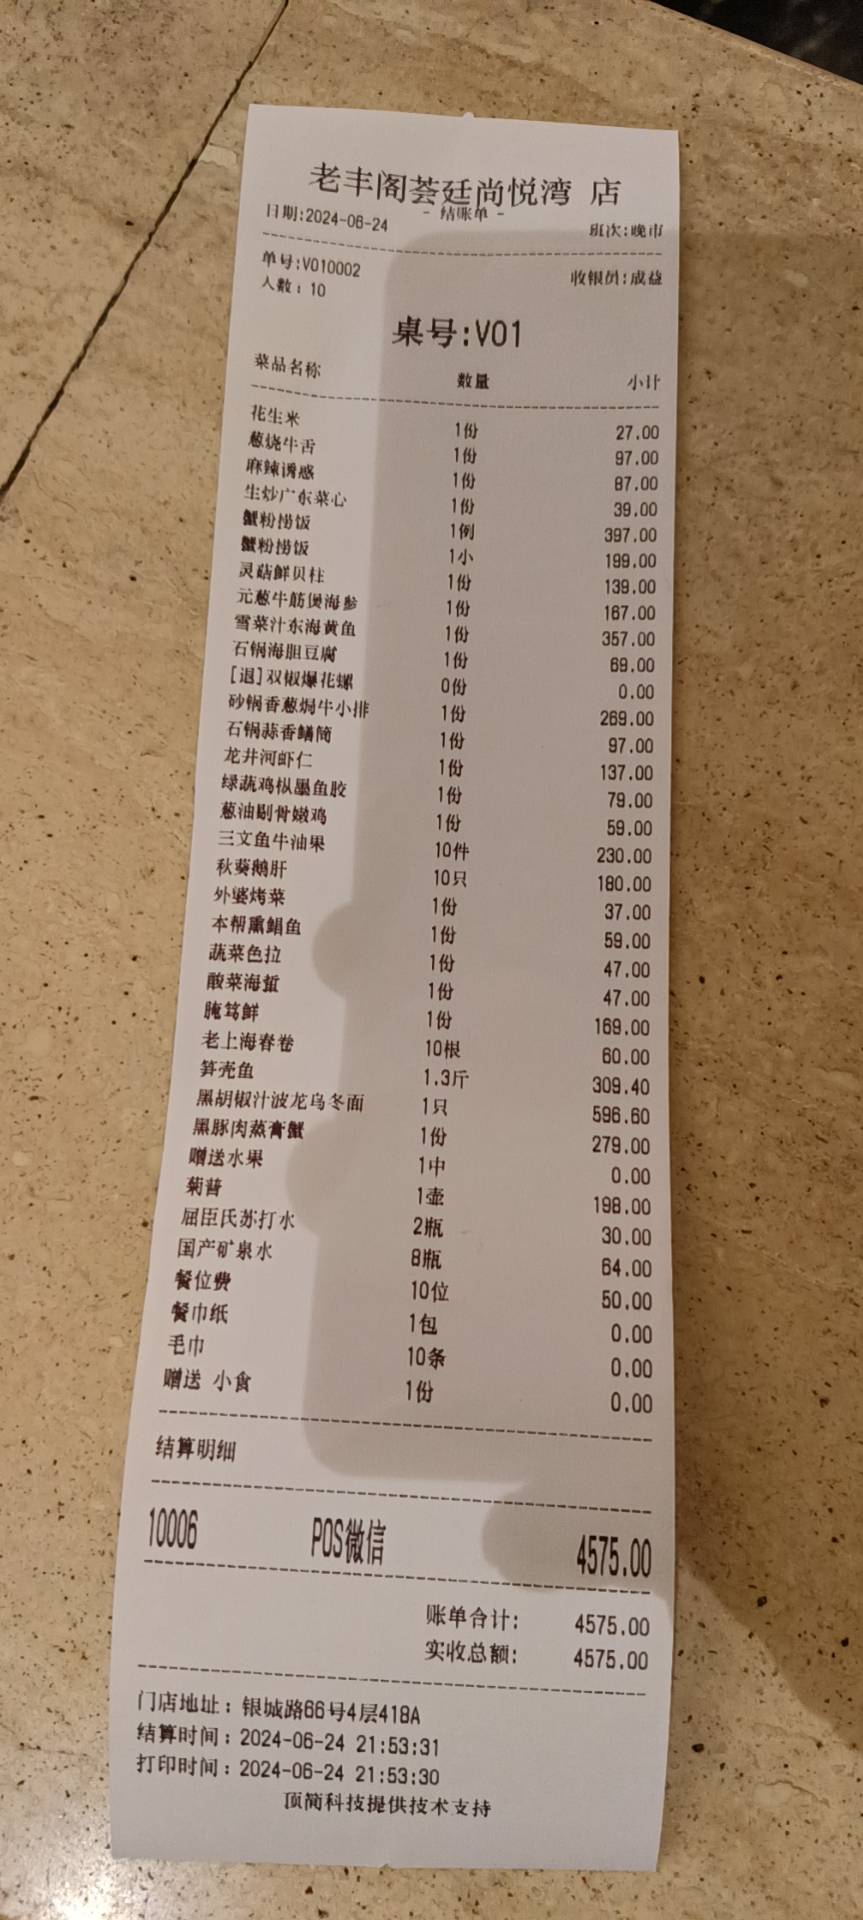 老丰阁荟廷尚悦湾 店
- 结账单 -
日期:2024-06-24 班次:晚市
单号:V010002 收银员:成益
人数：10
桌号:V01
菜品名称 数量 小计
花生米 1份 27.00
葱烧牛舌 1份 97.00
麻辣诱惑 1份 87.00
生炒广东菜心 1份 39.00
蟹粉捞饭 1例 397.00
蟹粉捞饭 1小 199.00
灵菇鲜贝柱 1份 139.00
元葱牛筋煲海参 1份 167.00
雪菜汁东海黄鱼 1份 357.00
石锅海胆豆腐 1份 69.00
[退]双椒爆花螺 0份 0.00
砂锅香葱焗牛小排 1份 269.00
石锅蒜香鳝筒 1份 97.00
龙井河虾仁 1份 137.00
绿蔬鸡枞墨鱼胶 1份 79.00
葱油剔骨嫩鸡 1份 59.00
三文鱼牛油果 10件 230.00
秋葵鹅肝 10只 180.00
外婆烤菜 1份 37.00
本帮熏鲳鱼 1份 59.00
蔬菜色拉 1份 47.00
酸菜海蜇 1份 47.00
腌笃鲜 1份 169.00
老上海春卷 10根 60.00
笋壳鱼 1.3斤 309.40
黑胡椒汁波龙乌冬面 1只 596.60
黑豚肉蒸膏蟹 1份 279.00
赠送水果 1中 0.00
菊普 1壶 198.00
屈臣氏苏打水 2瓶 30.00
国产矿泉水 8瓶 64.00
餐位费 10位 50.00
餐巾纸 1包 0.00
毛巾 10条 0.00
赠送 小食 1份 0.00
结算明细
10006 POS微信 4575.00
账单合计: 4575.00
实收总额: 4575.00
门店地址：银城路66号4层418A
结算时间：2024-06-24 21:53:31
打印时间：2024-06-24 21:53:30
顶简科技提供技术支持